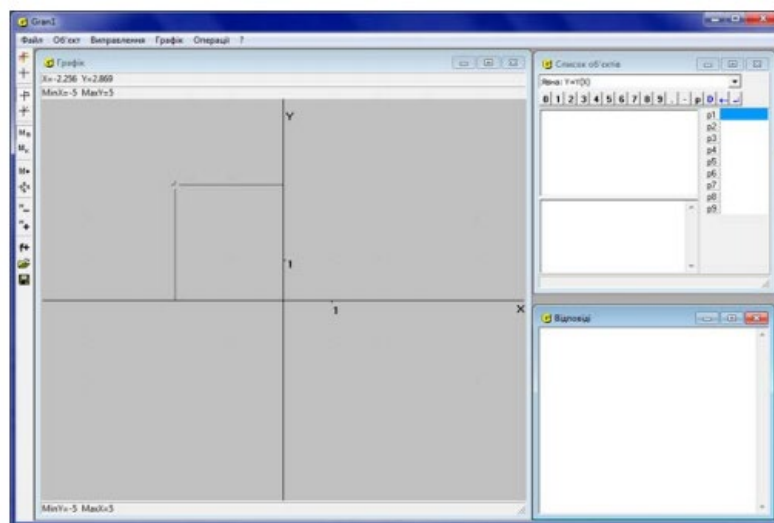 Gran1
Файл Об'єкт Виправлення Графік Операції ?
Графік
X=-2.256 Y=2.869
MinX=-5 MaxY=5
Y
1
1
X
MinY=-5 MaxX=5
Список об'єктів
Явна: Y=Y(X)
0 1 2 3 4 5 6 7 8 9 . - p D
p1
p2
p3
p4
p5
p6
p7
p8
p9
Відповіді